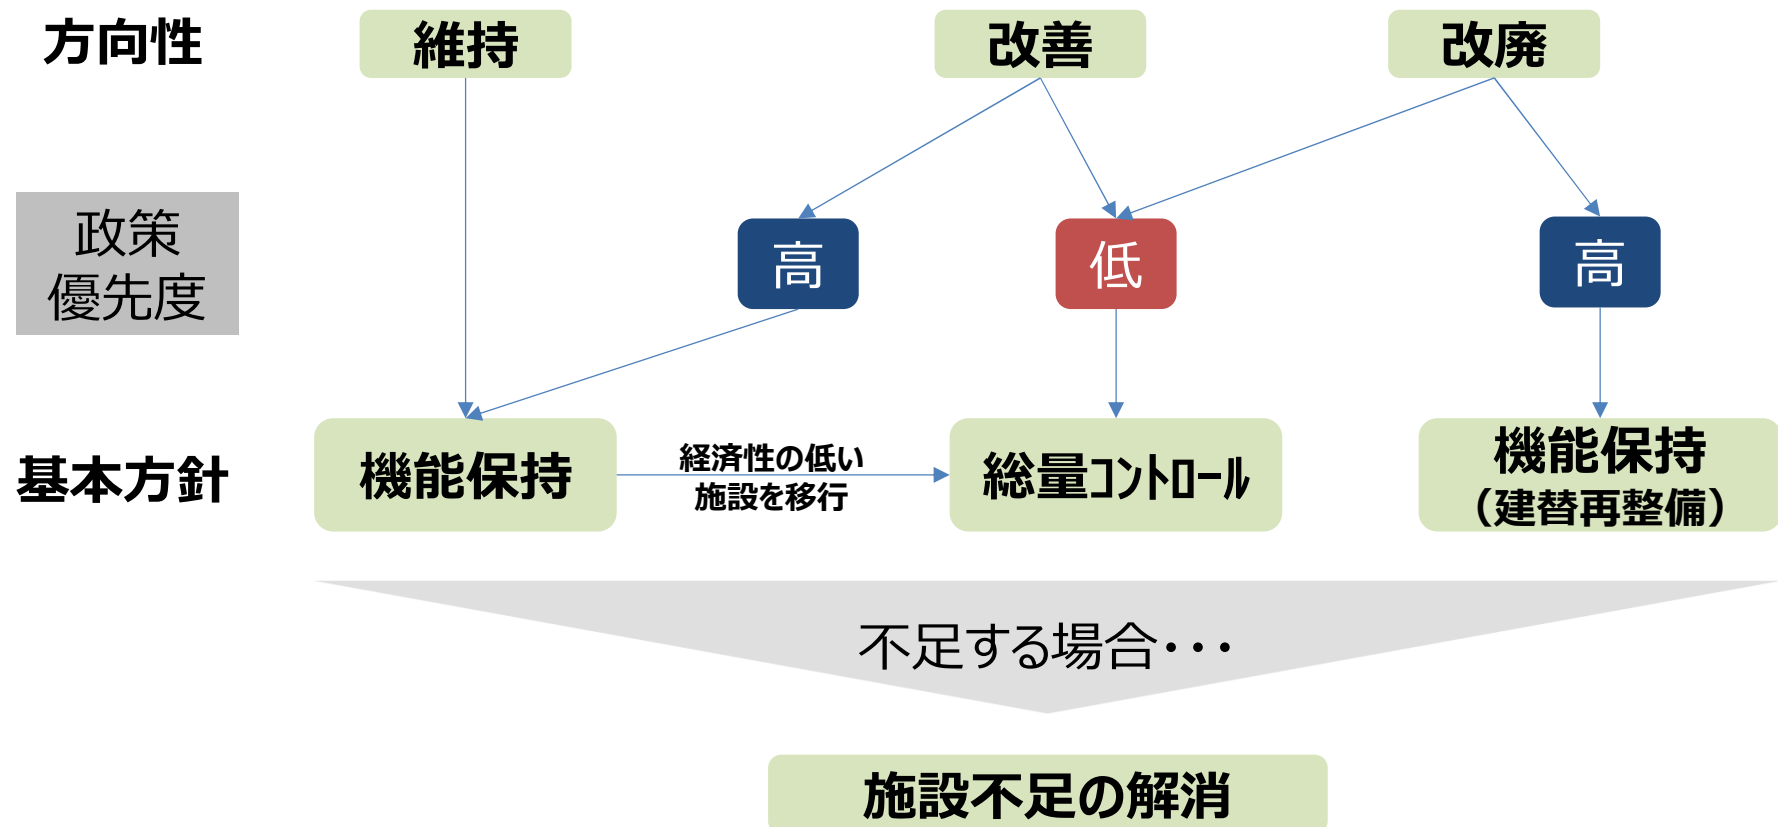 方向性
維持
改善
改廃
政策
優先度
高
低
高
基本方針
機能保持
経済性の低い
施設を移行
総量ｺﾝﾄﾛｰﾙ
機能保持
（建替再整備）
不足する場合・・・
施設不足の解消